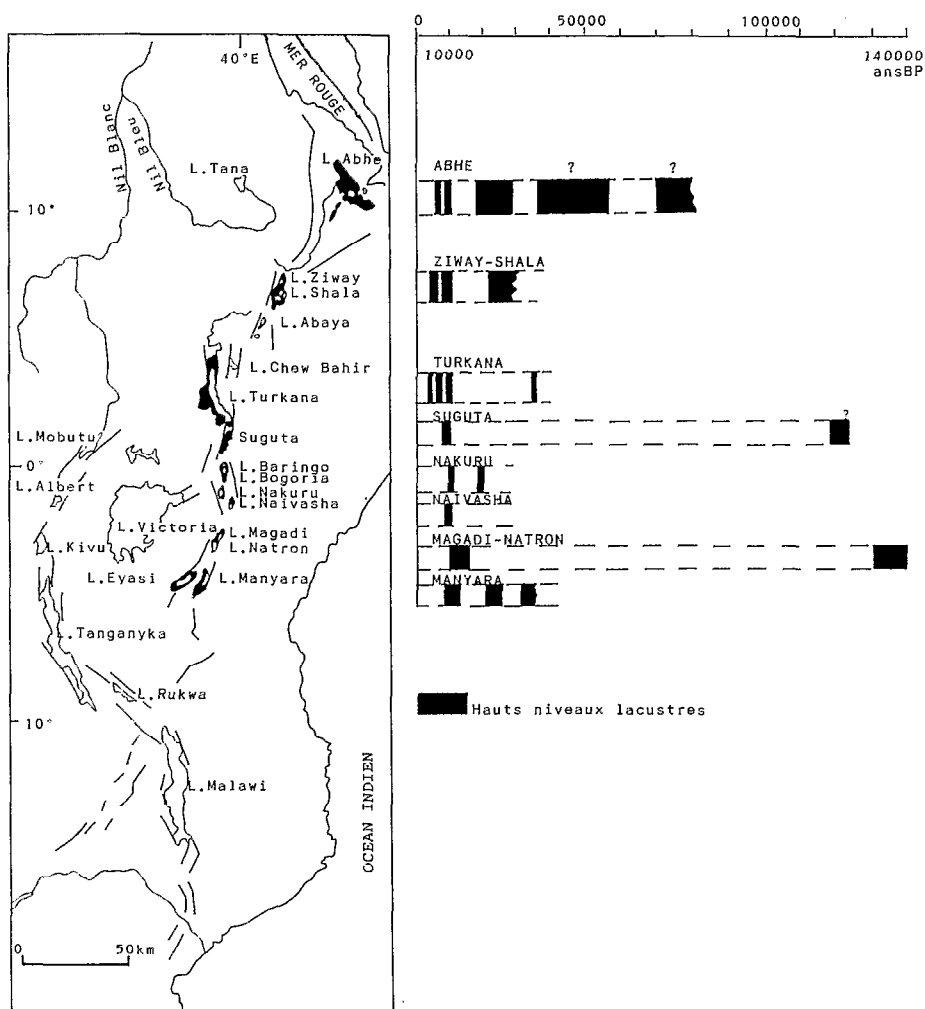 40°E
MER ROUGE
Nil Blanc
Nil Bleu
L.Tana
L.Abhe
10°
L.Ziway
L.Shala
L.Abaya
L.Chew Bahir
L.Turkana
Suguta
L.Mobutu
0°
L.Baringo
L.Bogoria
L.Albert
L.Nakuru
L.Naivasha
L.Victoria
L.Magadi
L.Kivu
L.Natron
L.Eyasi
L.Manyara
L.Tanganyka
L.Rukwa
10°
L.Malawi
OCEAN INDIEN
0 50km
0 50000 100000
10000 140000
ansBP
ABHE ? ?
ZIWAY-SHALA
TURKANA
SUGUTA ?
NAKURU
NAIVASHA
MAGADI-NATRON
MANYARA
Hauts niveaux lacustres